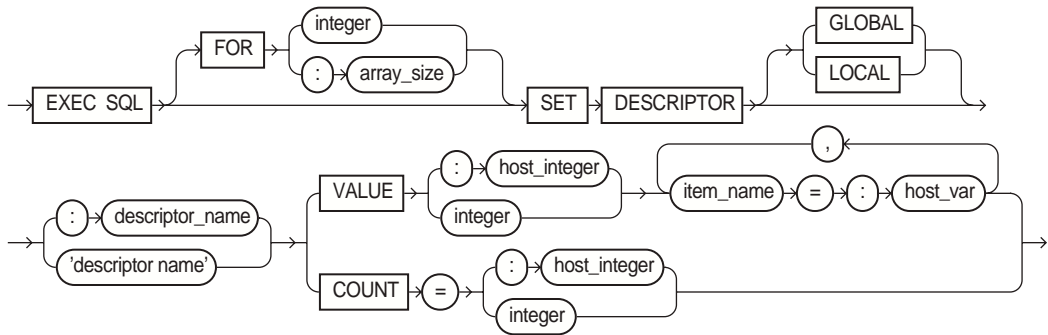 integer
FOR
GLOBAL
: array_size
LOCAL
EXEC SQL
SET DESCRIPTOR
,
: host_integer
VALUE
item_name = : host_var
: descriptor_name
integer
'descriptor name'
: host_integer
COUNT =
integer